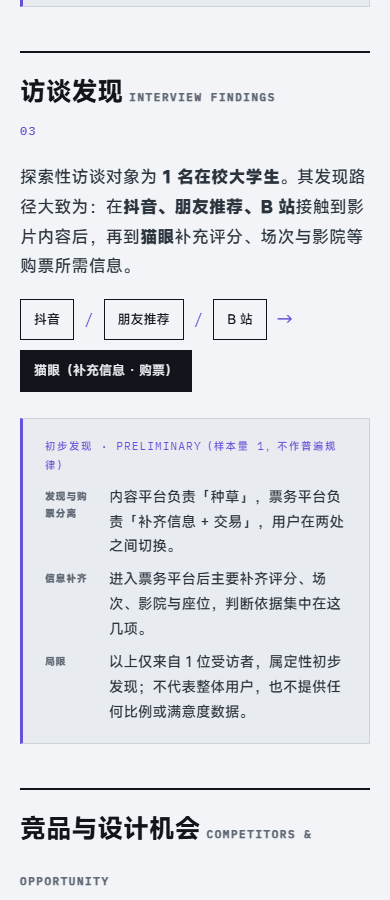 访谈发现 INTERVIEW FINDINGS
03
探索性访谈对象为 1 名在校大学生。其发现路
径大致为：在抖音、朋友推荐、B 站接触到影
片内容后，再到猫眼补充评分、场次与影院等
购票所需信息。
抖音 / 朋友推荐 / B 站 →
猫眼（补充信息 · 购票）
初步发现 · PRELIMINARY（样本量 1，不作普遍规
律）
发现与购
票分离
内容平台负责「种草」，票务平台负
责「补齐信息 + 交易」，用户在两处
之间切换。
信息补齐
进入票务平台后主要补齐评分、场
次、影院与座位，判断依据集中在这
几项。
局限
以上仅来自 1 位受访者，属定性初步
发现；不代表整体用户，也不提供任
何比例或满意度数据。
竞品与设计机会 COMPETITORS &
OPPORTUNITY